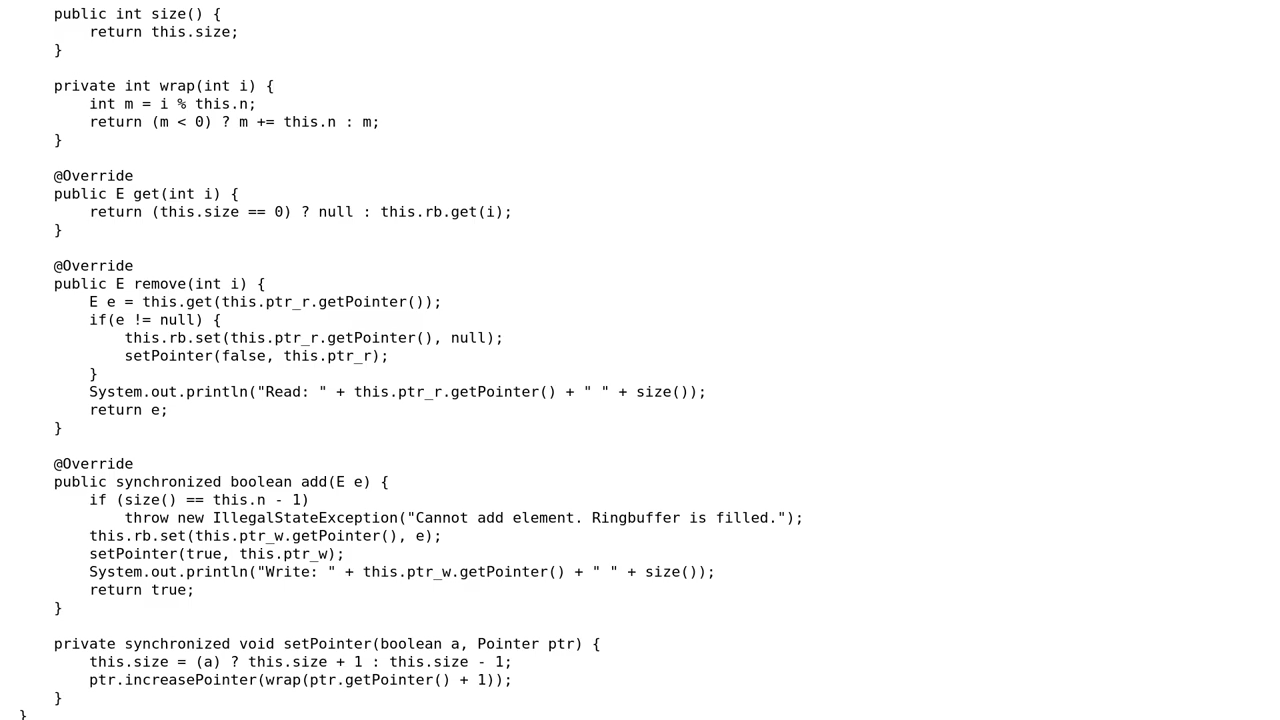 public int size() {
        return this.size;
    }

    private int wrap(int i) {
        int m = i % this.n;
        return (m < 0) ? m += this.n : m;
    }

    @Override
    public E get(int i) {
        return (this.size == 0) ? null : this.rb.get(i);
    }

    @Override
    public E remove(int i) {
        E e = this.get(this.ptr_r.getPointer());
        if(e != null) {
            this.rb.set(this.ptr_r.getPointer(), null);
            setPointer(false, this.ptr_r);
        }
        System.out.println("Read: " + this.ptr_r.getPointer() + " " + size());
        return e;
    }

    @Override
    public synchronized boolean add(E e) {
        if (size() == this.n - 1)
            throw new IllegalStateException("Cannot add element. Ringbuffer is filled.");
        this.rb.set(this.ptr_w.getPointer(), e);
        setPointer(true, this.ptr_w);
        System.out.println("Write: " + this.ptr_w.getPointer() + " " + size());
        return true;
    }

    private synchronized void setPointer(boolean a, Pointer ptr) {
        this.size = (a) ? this.size + 1 : this.size - 1;
        ptr.increasePointer(wrap(ptr.getPointer() + 1));
    }
}